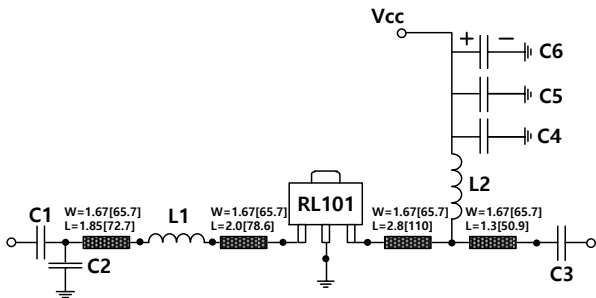 Vcc
+ −
C6
C5
C4
L2
RL101
C1
W=1.67[65.7]
L=1.85[72.7]
L1
W=1.67[65.7]
L=2.0[78.6]
W=1.67[65.7]
L=2.8[110]
W=1.67[65.7]
L=1.3[50.9]
C2
C3